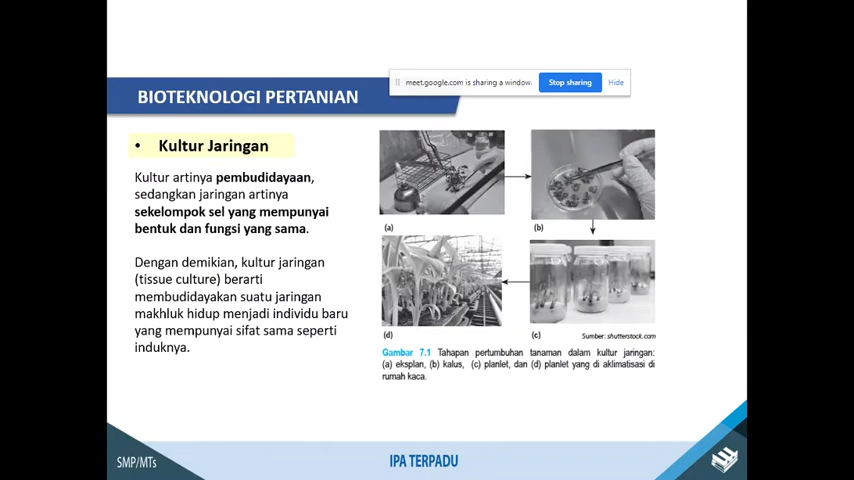 meet.google.com is sharing a window.
Stop sharing
Hide
BIOTEKNOLOGI PERTANIAN
• Kultur Jaringan
Kultur artinya pembudidayaan,
sedangkan jaringan artinya
sekelompok sel yang mempunyai
bentuk dan fungsi yang sama.
Dengan demikian, kultur jaringan
(tissue culture) berarti
membudidayakan suatu jaringan
makhluk hidup menjadi individu baru
yang mempunyai sifat sama seperti
induknya.
(a)
(b)
(d)
(c)
Sumber: shutterstock.com
Gambar 7.1 Tahapan pertumbuhan tanaman dalam kultur jaringan:
(a) eksplan, (b) kalus, (c) planlet, dan (d) planlet yang di aklimatisasi di
rumah kaca.
SMP/MTs
IPA TERPADU